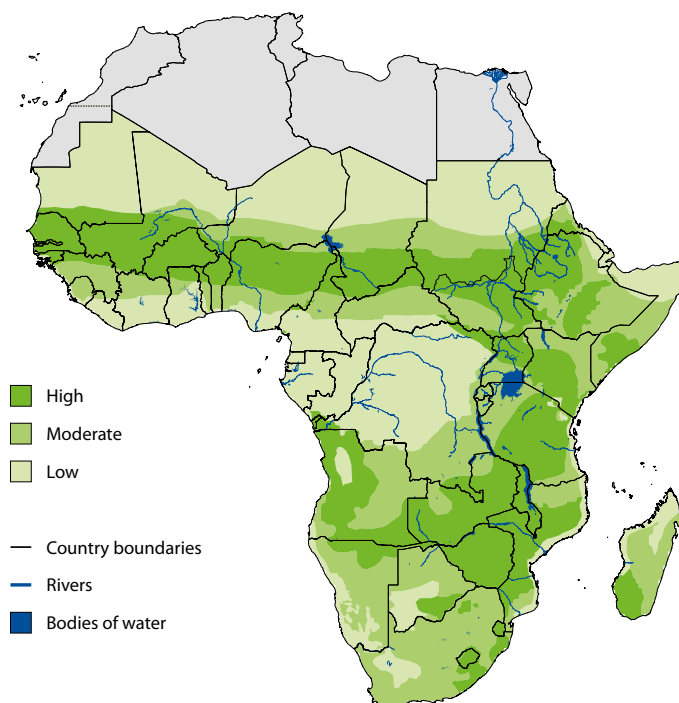 High
Moderate
Low
Country boundaries
Rivers
Bodies of water